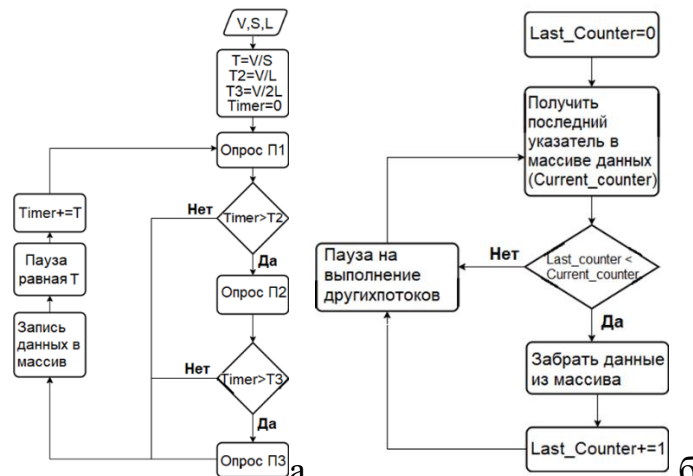 V,S,L
T=V/S
T2=V/L
T3=V/2L
Timer=0
Опрос П1
Timer>T2
Нет
Да
Опрос П2
Timer>T3
Нет
Да
Опрос П3
Запись
данных в
массив
Пауза
равная Т
Timer+=T
а
Last_Counter=0
Получить
последний
указатель в
массиве данных
(Current_counter)
Last_counter <
Current_counter
Нет
Да
Пауза на
выполнение
другихпотоков
Забрать данные
из массива
Last_Counter+=1
б